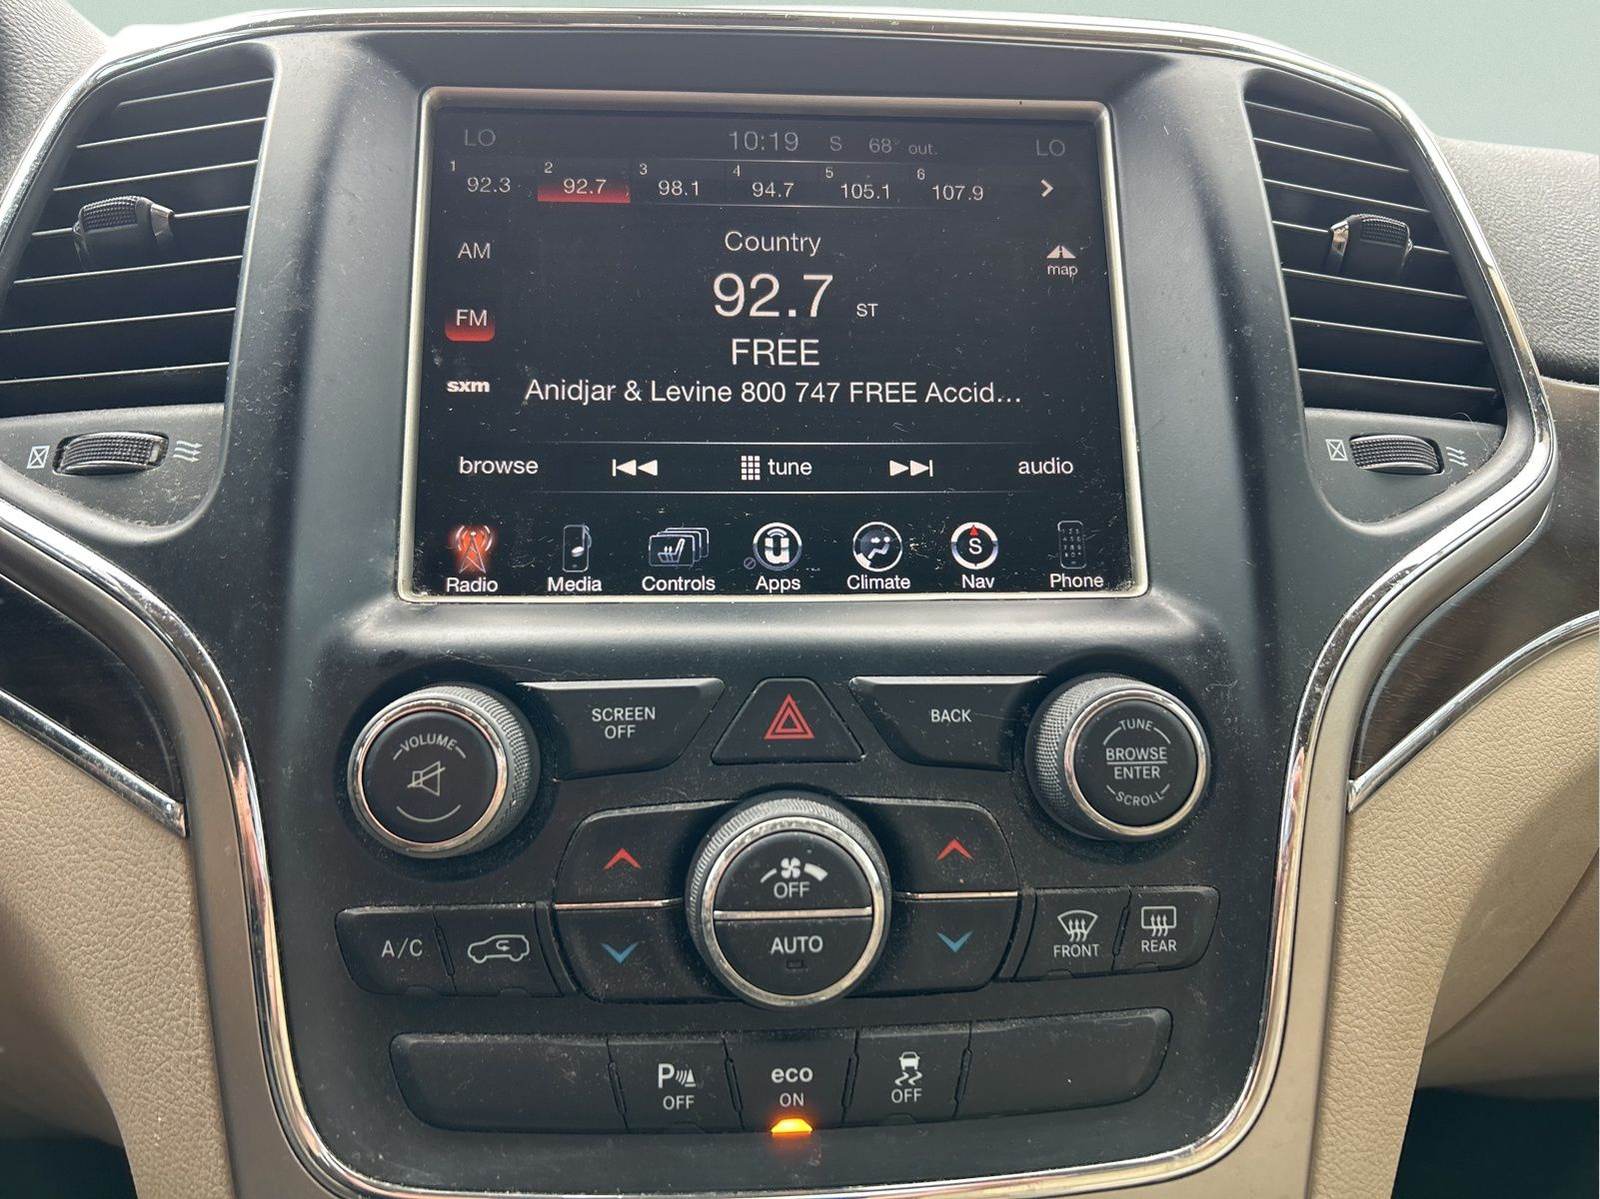 LO 10:19 S 68° out. LO
1 92.3 2 92.7 3 98.1 4 94.7 5 105.1 6 107.9
AM
Country
map
92.7 ST
FM
FREE
sxm
Anidjar & Levine 800 747 FREE Accid...
browse tune audio
Radio Media Controls Apps Climate S Nav Phone
VOLUME
SCREEN
OFF
BACK
TUNE
BROWSE
ENTER
SCROLL
OFF
AUTO
A/C
FRONT
REAR
P
OFF
eco
ON
OFF